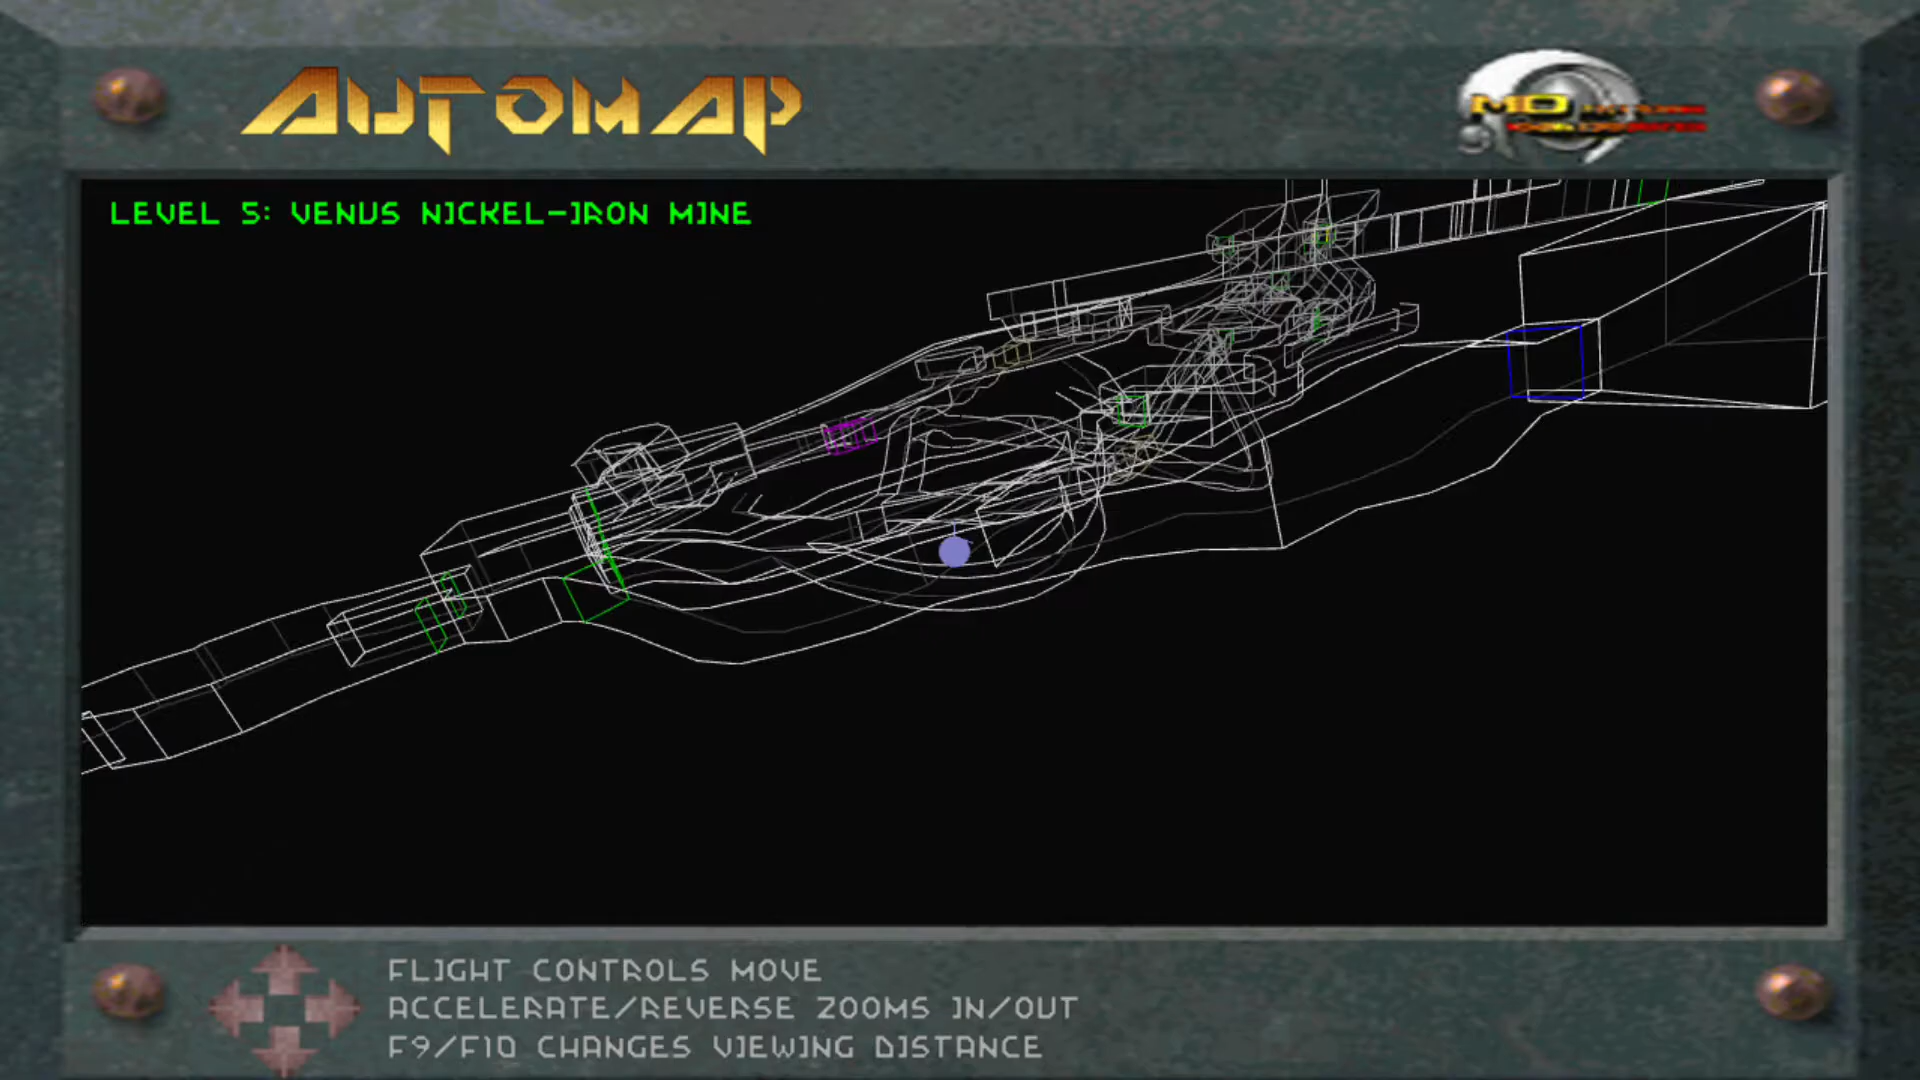 AUTOMAP
MD
LEVEL 5: VENUS NICKEL-IRON MINE
FLIGHT CONTROLS MOVE
ACCELERATE/REVERSE ZOOMS IN/OUT
F9/F10 CHANGES VIEWING DISTANCE